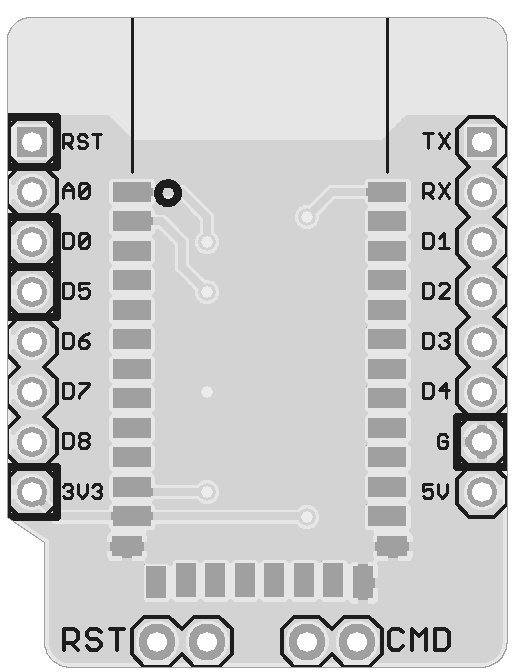 RST TX
A0 RX
D0 D1
D5 D2
D6 D3
D7 D4
D8 G
3V3 5V
RST CMD